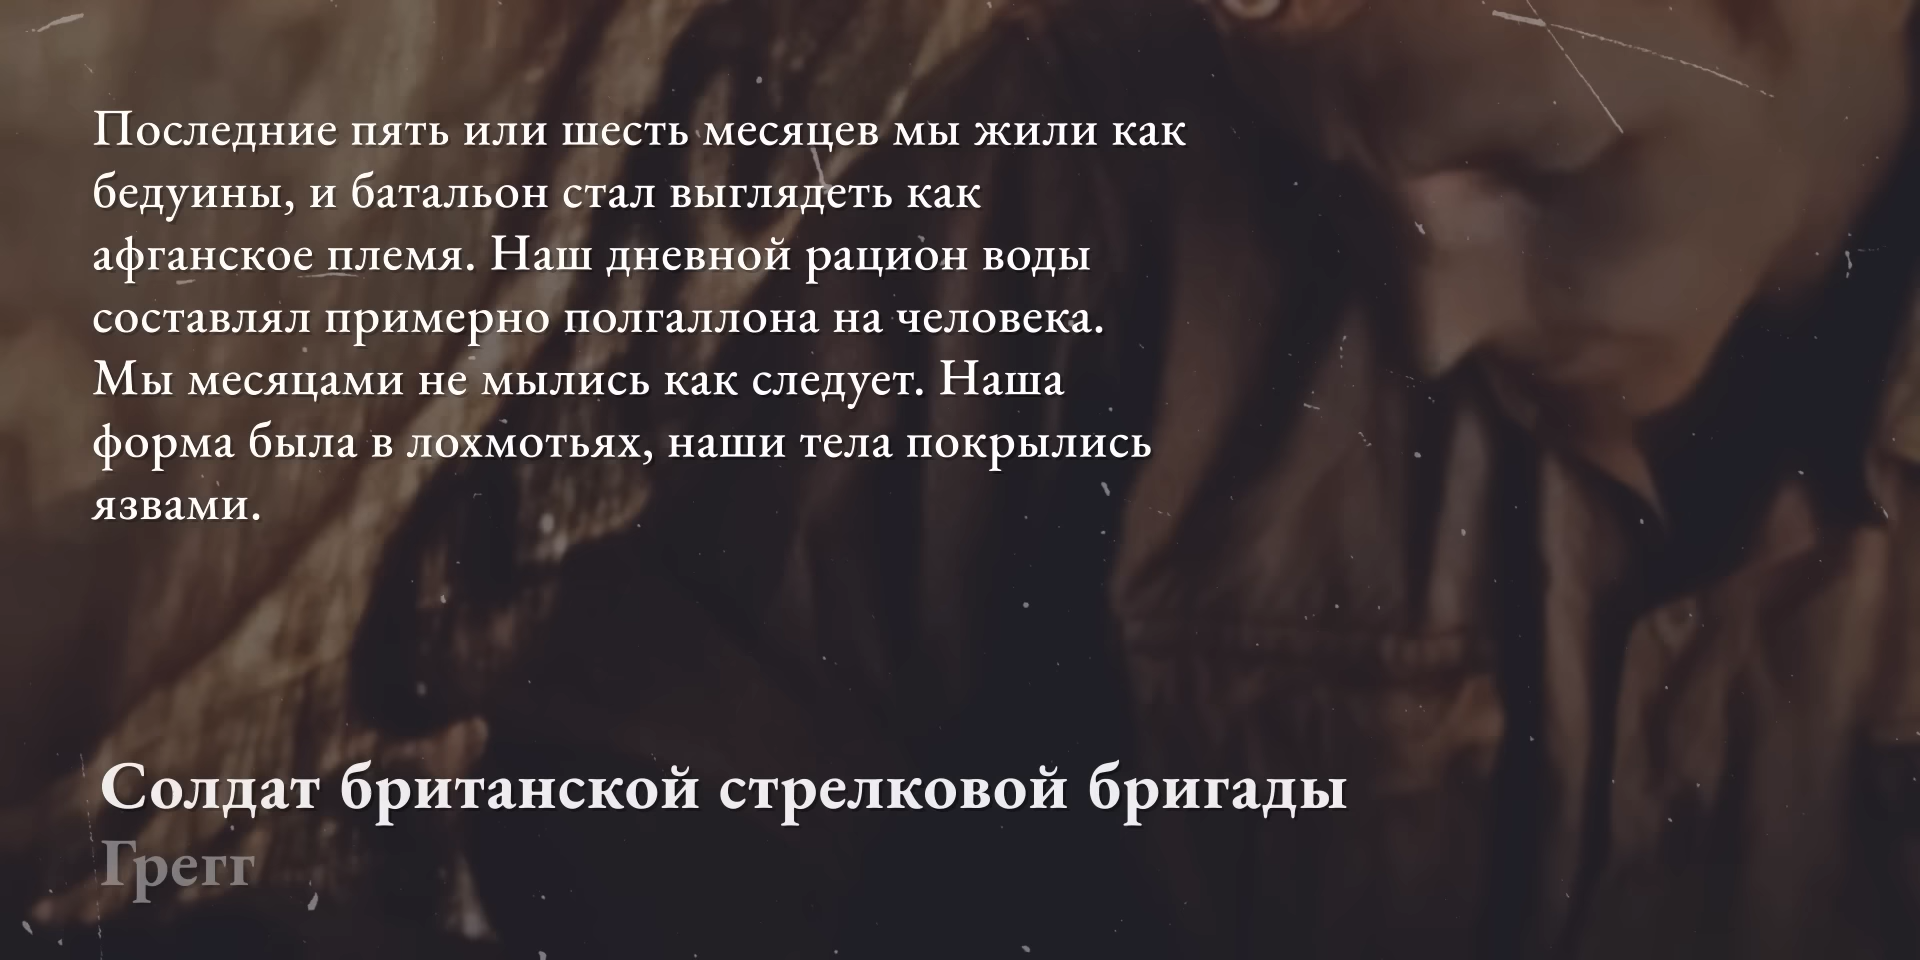 Последние пять или шесть месяцев мы жили как
бедуины, и батальон стал выглядеть как
афганское племя. Наш дневной рацион воды
составлял примерно полгаллона на человека.
Мы месяцами не мылись как следует. Наша
форма была в лохмотьях, наши тела покрылись
язвами.
Солдат британской стрелковой бригады
Грегг